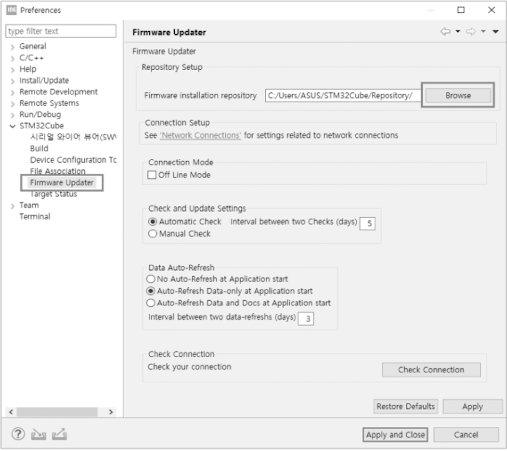 IDE Preferences
type filter text
Firmware Updater
General
C/C++
Help
Install/Update
Remote Development
Remote Systems
Run/Debug
STM32Cube
시리얼 와이어 뷰어(SWV
Build
Device Configuration Tc
File Association
Firmware Updater
Target Status
Team
Terminal
Firmware Updater
Repository Setup
Firmware installation repository C:/Users/ASUS/STM32Cube/Repository/ Browse
Connection Setup
See 'Network Connections' for settings related to network connections
Connection Mode
Off Line Mode
Check and Update Settings
Automatic Check Interval between two Checks (days) 5
Manual Check
Data Auto-Refresh
No Auto-Refresh at Application start
Auto-Refresh Data-only at Application start
Auto-Refresh Data and Docs at Application start
Interval between two data-refreshs (days) 3
Check Connection
Check your connection Check Connection
Restore Defaults Apply
? Apply and Close Cancel